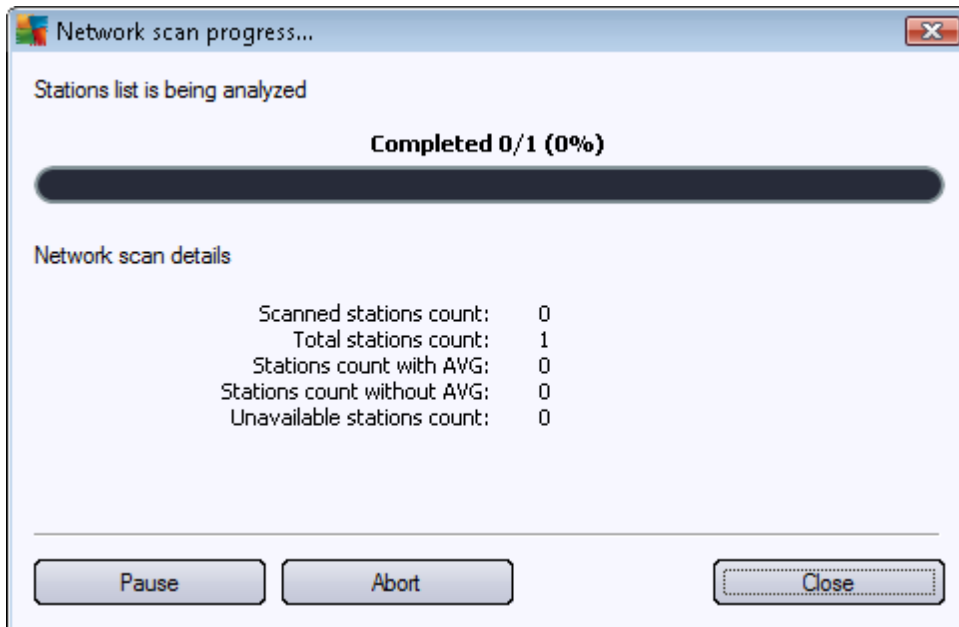 Network scan progress...
Stations list is being analyzed
Completed 0/1 (0%)
Network scan details
Scanned stations count: 0
Total stations count: 1
Stations count with AVG: 0
Stations count without AVG: 0
Unavailable stations count: 0
Pause Abort Close